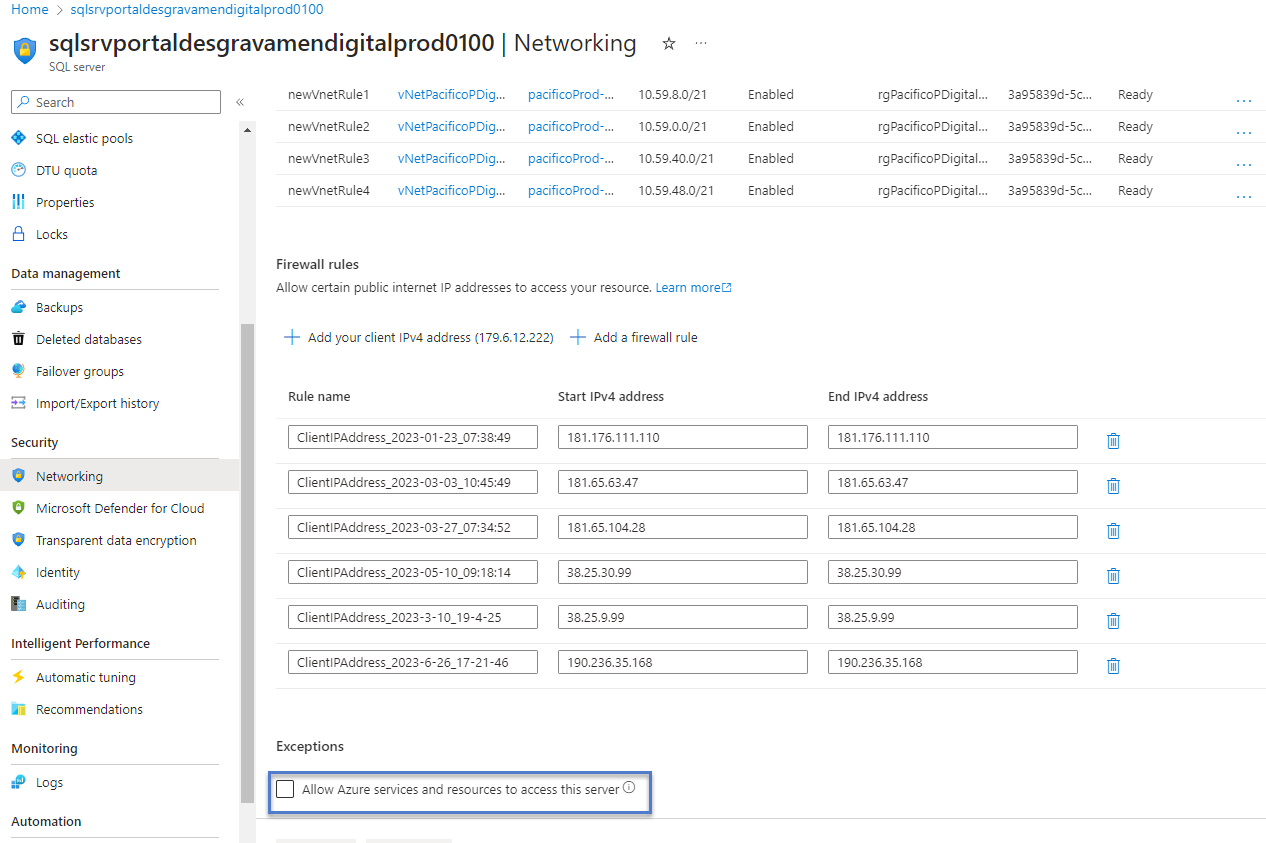 Home > sqlsrvportaldesgravamendigitalprod0100
sqlsrvportaldesgravamendigitalprod0100 | Networking
SQL server
Search
SQL elastic pools
DTU quota
Properties
Locks
Data management
Backups
Deleted databases
Failover groups
Import/Export history
Security
Networking
Microsoft Defender for Cloud
Transparent data encryption
Identity
Auditing
Intelligent Performance
Automatic tuning
Recommendations
Monitoring
Logs
Automation
newVnetRule1 vNetPacificoPDig... pacificoProd-... 10.59.8.0/21 Enabled rgPacificoPDigital... 3a95839d-5c... Ready ...
newVnetRule2 vNetPacificoPDig... pacificoProd-... 10.59.0.0/21 Enabled rgPacificoPDigital... 3a95839d-5c... Ready ...
newVnetRule3 vNetPacificoPDig... pacificoProd-... 10.59.40.0/21 Enabled rgPacificoPDigital... 3a95839d-5c... Ready ...
newVnetRule4 vNetPacificoPDig... pacificoProd-... 10.59.48.0/21 Enabled rgPacificoPDigital... 3a95839d-5c... Ready ...
Firewall rules
Allow certain public internet IP addresses to access your resource. Learn more
+ Add your client IPv4 address (179.6.12.222) + Add a firewall rule
Rule name Start IPv4 address End IPv4 address
ClientIPAddress_2023-01-23_07:38:49 181.176.111.110 181.176.111.110
ClientIPAddress_2023-03-03_10:45:49 181.65.63.47 181.65.63.47
ClientIPAddress_2023-03-27_07:34:52 181.65.104.28 181.65.104.28
ClientIPAddress_2023-05-10_09:18:14 38.25.30.99 38.25.30.99
ClientIPAddress_2023-3-10_19-4-25 38.25.9.99 38.25.9.99
ClientIPAddress_2023-6-26_17-21-46 190.236.35.168 190.236.35.168
Exceptions
Allow Azure services and resources to access this server